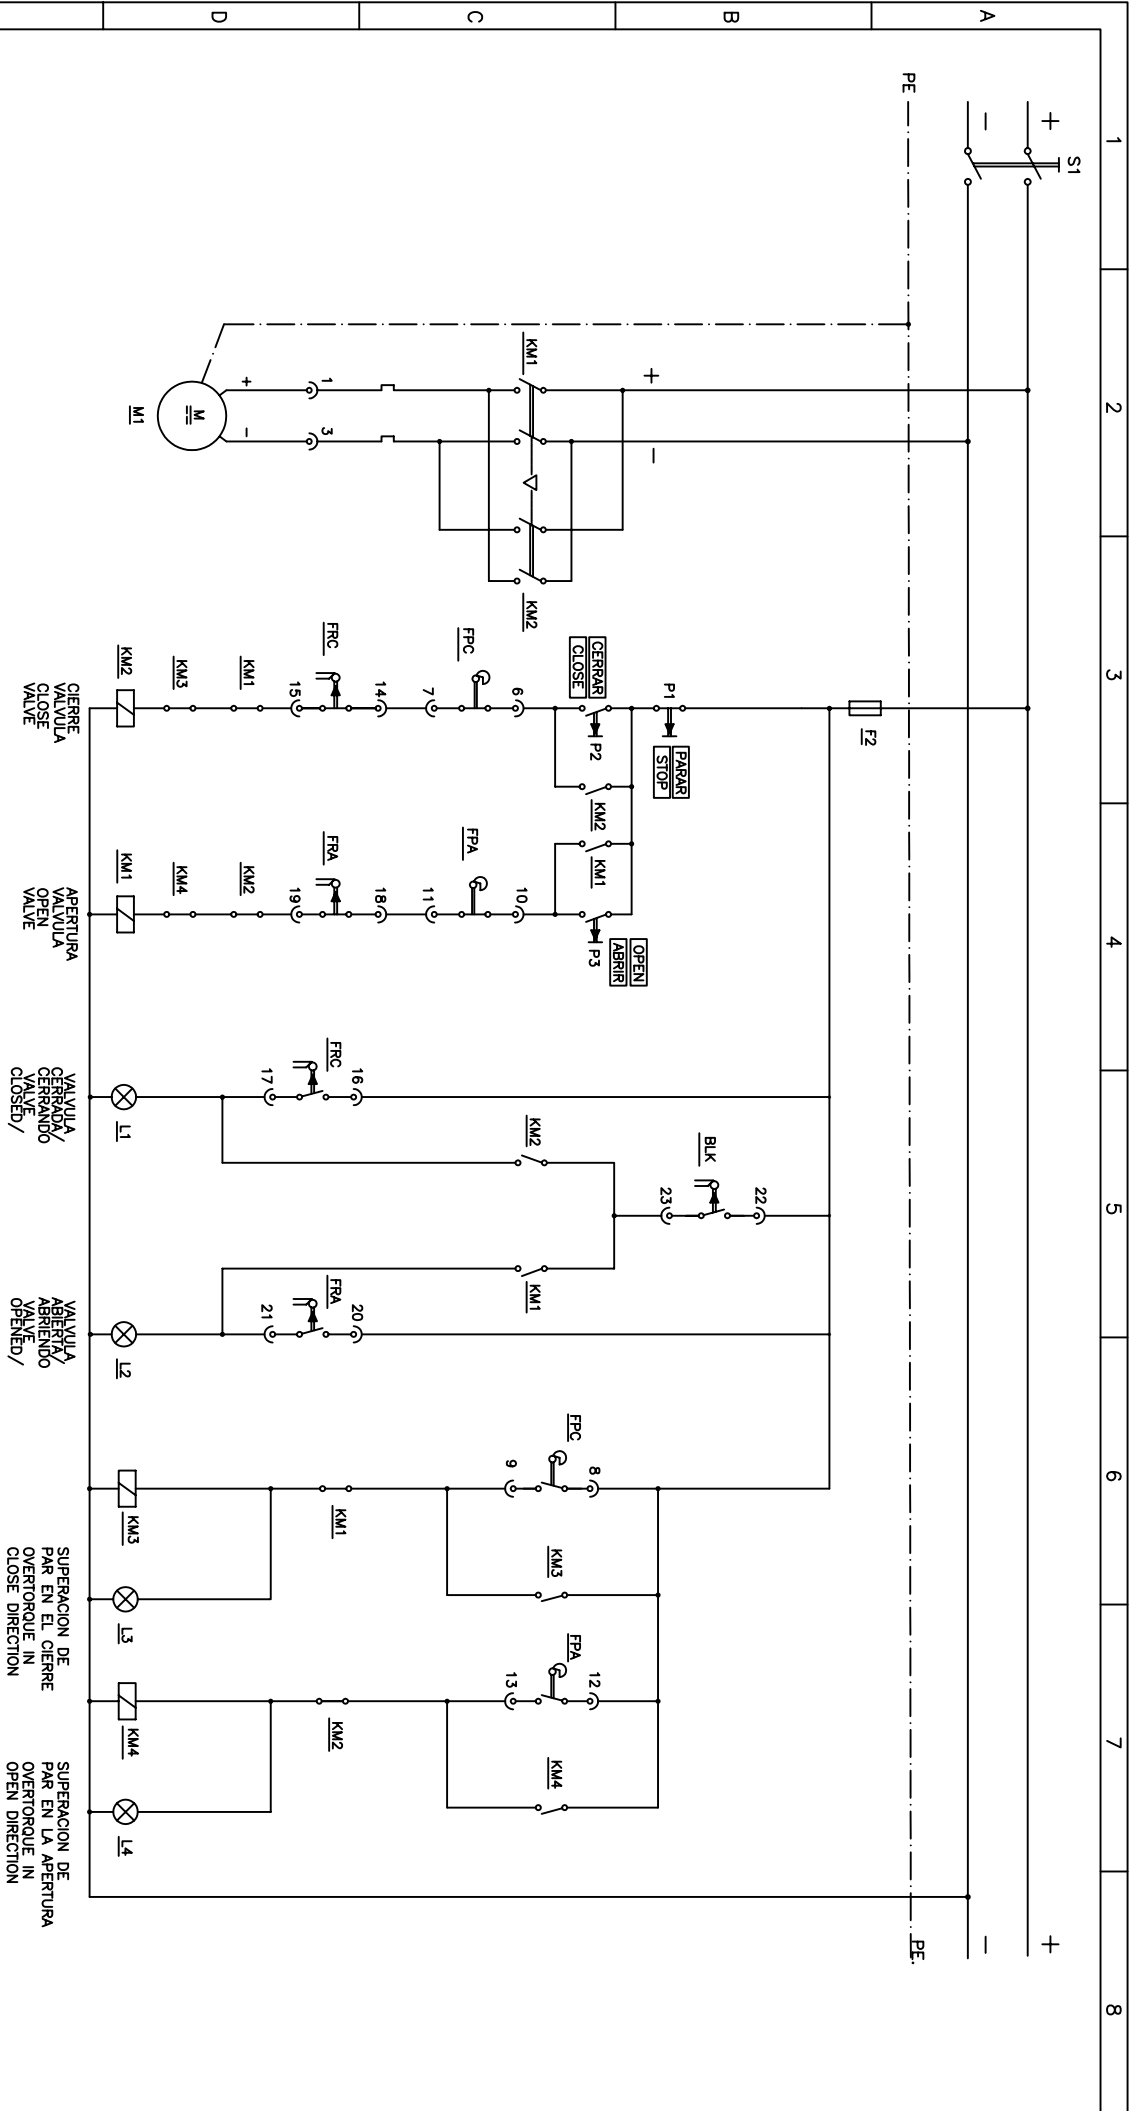 1
2
3
4
5
6
7
8
A
B
C
D
S1
+
−
PE
+
−
PE.
+
−
KM1
KM2
1
3
+
−
M
M1
F2
P1
PARAR
STOP
CERRAR
CLOSE
P2
KM2
KM1
P3
OPEN
ABRIR
6
FPC
7
14
FRC
15
KM1
KM3
KM2
CIERRE
VALVULA
CLOSE
VALVE
10
FPA
11
18
FRA
19
KM2
KM4
KM1
APERTURA
VALVULA
OPEN
VALVE
16
FRC
17
L1
VALVULA
CERRADA/
CERRANDO
VALVE
CLOSED/
22
BLK
23
KM2
KM1
20
FRA
21
L2
VALVULA
ABIERTA/
ABRIENDO
VALVE
OPENED/
8
FPC
9
KM3
KM1
KM3
L3
SUPERACION DE
PAR EN EL CIERRE
OVERTORQUE IN
CLOSE DIRECTION
12
FPA
13
KM4
KM2
KM4
L4
SUPERACION DE
PAR EN LA APERTURA
OVERTORQUE IN
OPEN DIRECTION